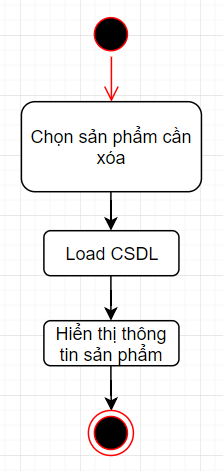 Chọn sản phẩm cần
xóa
Load CSDL
Hiển thị thông
tin sản phẩm